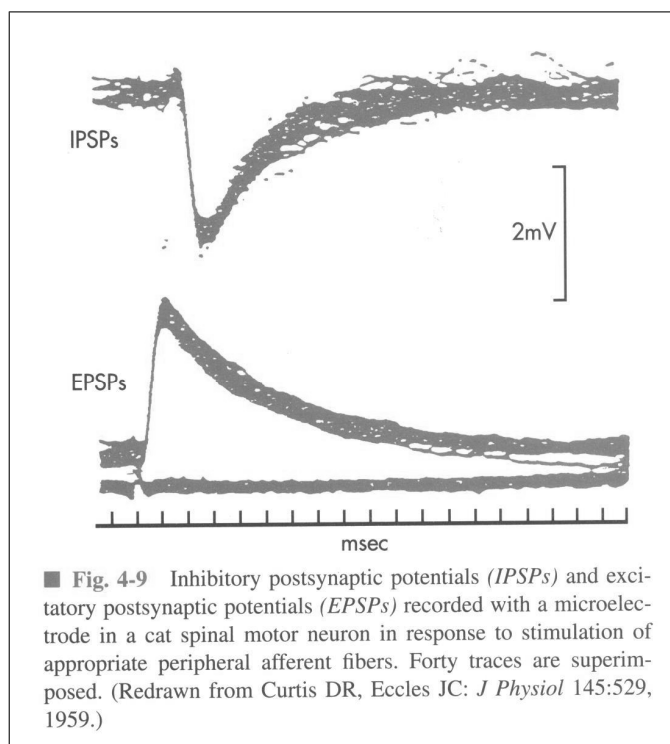 IPSPs
2mV
EPSPs
msec
■ Fig. 4-9 Inhibitory postsynaptic potentials (IPSPs) and exci-
tatory postsynaptic potentials (EPSPs) recorded with a microelec-
trode in a cat spinal motor neuron in response to stimulation of
appropriate peripheral afferent fibers. Forty traces are superim-
posed. (Redrawn from Curtis DR, Eccles JC: J Physiol 145:529,
1959.)